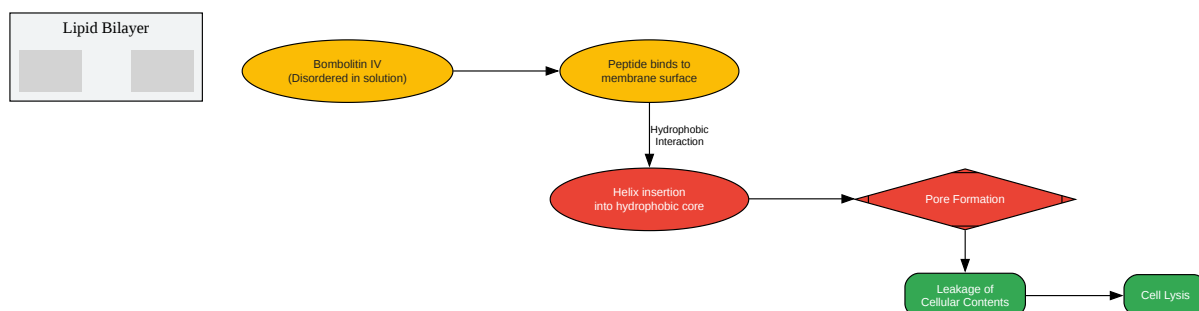 Lipid Bilayer
Bombolitin IV
(Disordered in solution)
Peptide binds to
membrane surface
Hydrophobic
Interaction
Helix insertion
into hydrophobic core
Pore Formation
Leakage of
Cellular Contents
Cell Lysis